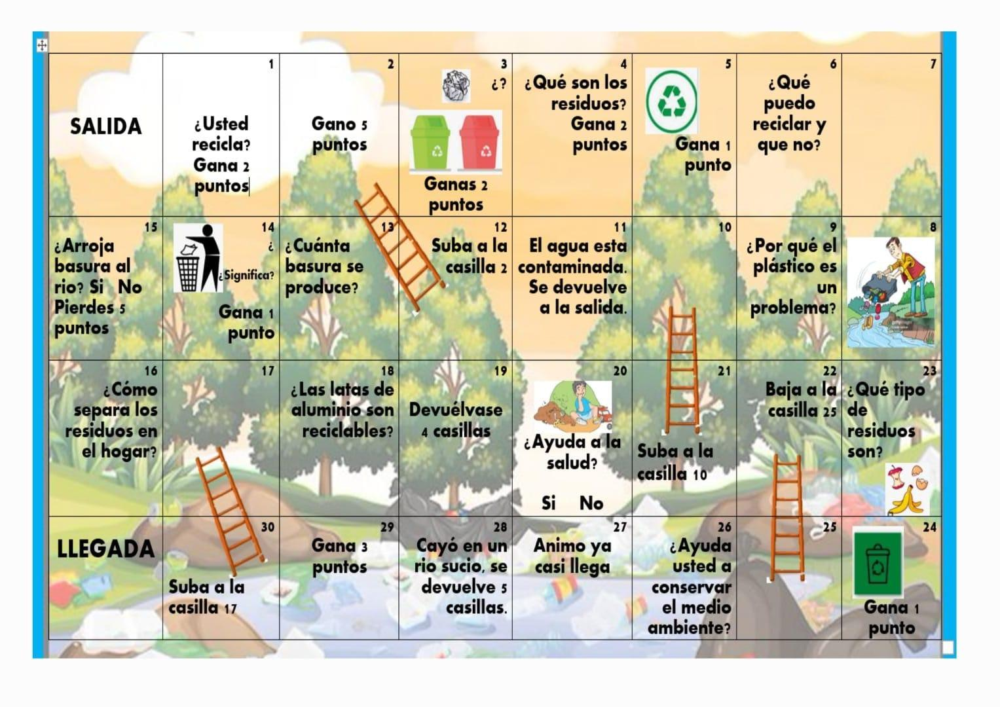 SALIDA
1
¿Usted
recicla?
Gana 2
puntos
2
Gano 5
puntos
3
¿?
Ganas 2
puntos
4
¿Qué son los
residuos?
Gana 2
puntos
5
Gana 1
punto
6
¿Qué
puedo
reciclar y
que no?
7
15
¿Arroja
basura al
rio? Si No
Pierdes 5
puntos
14
¿
¿Significa?
Gana 1
punto
13
¿Cuánta
basura se
produce?
12
Suba a la
casilla 2
11
El agua esta
contaminada.
Se devuelve
a la salida.
10
9
¿Por qué el
plástico es
un
problema?
8
16
¿Cómo
separa los
residuos en
el hogar?
17
18
¿Las latas de
aluminio son
reciclables?
19
Devuélvase
4 casillas
20
¿Ayuda a la
salud?
Si No
21
Suba a la
casilla 10
22
Baja a la
casilla 25
23
¿Qué tipo
de
residuos
son?
LLEGADA
30
Suba a la
casilla 17
29
Gana 3
puntos
28
Cayó en un
rio sucio, se
devuelve 5
casillas.
27
Animo ya
casi llega
26
¿Ayuda
usted a
conservar
el medio
ambiente?
25
24
Gana 1
punto